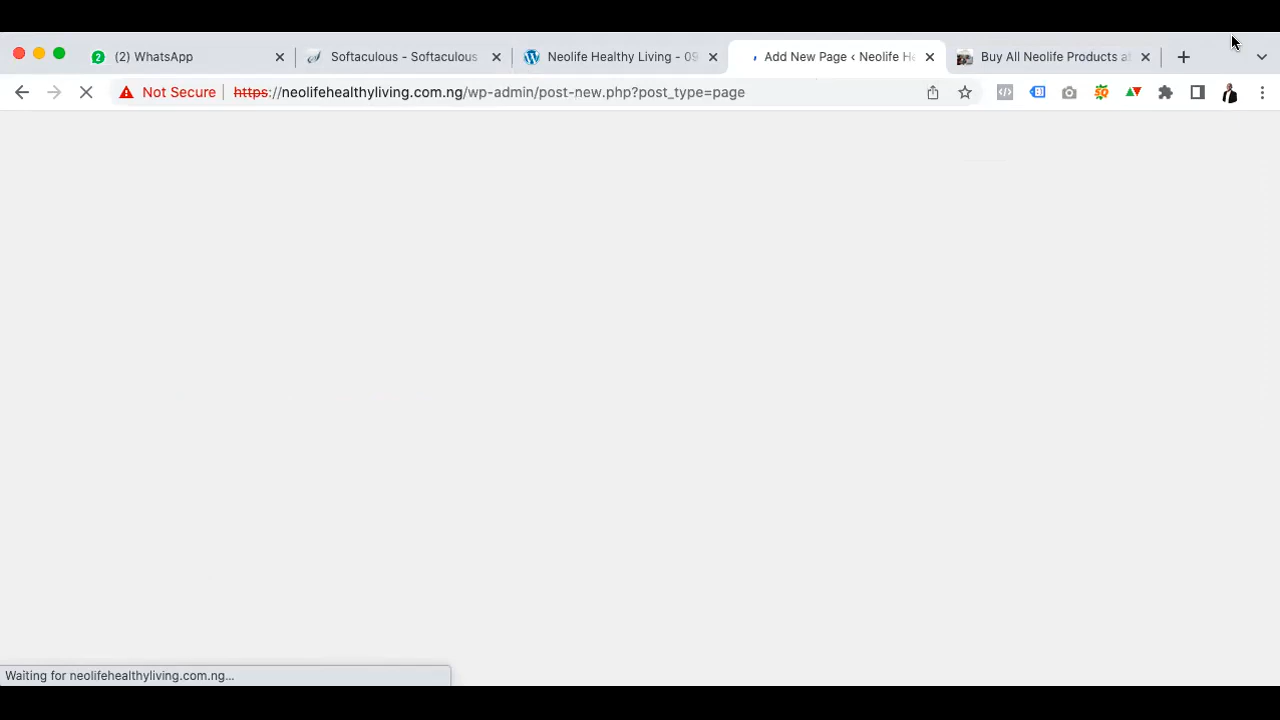 (2) WhatsApp
Softaculous - Softaculous
Neolife Healthy Living - 09
Add New Page ‹ Neolife He
Buy All Neolife Products a
Not Secure
https://neolifehealthyliving.com.ng/wp-admin/post-new.php?post_type=page
Waiting for neolifehealthyliving.com.ng...